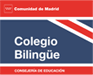 Comunidad de Madrid
Colegio
Bilingüe
CONSEJERÍA DE EDUCACIÓN